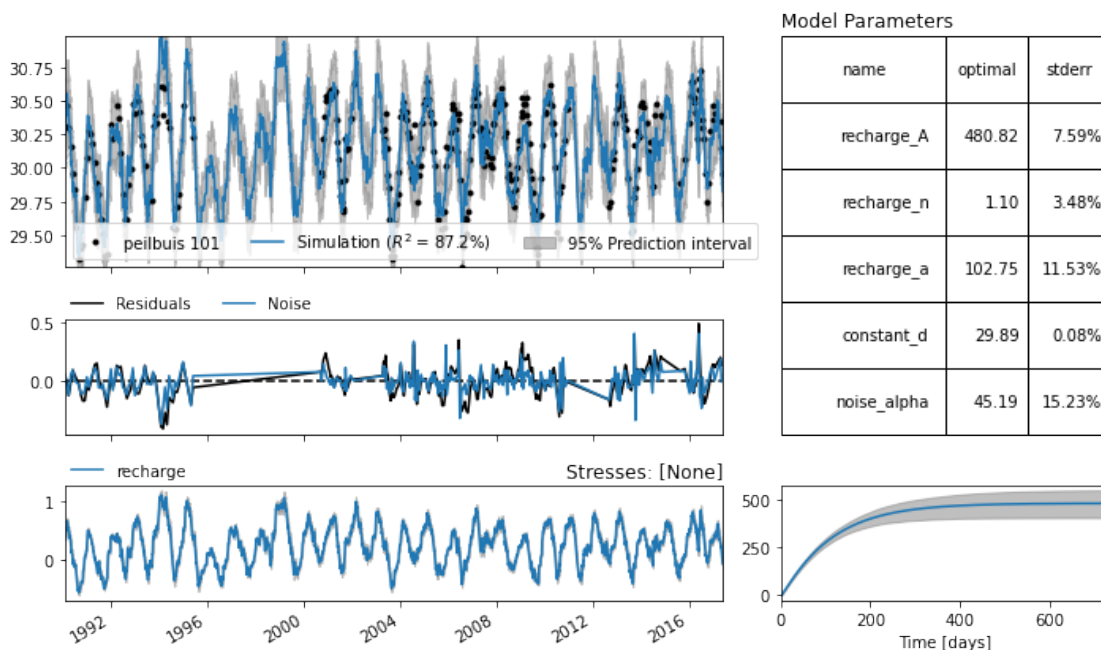 Model Parameters
30.75
30.50
30.25
30.00
29.75
29.50
peilbuis 101 Simulation (R² = 87.2%) 95% Prediction interval
name optimal stderr
recharge_A 480.82 7.59%
recharge_n 1.10 3.48%
recharge_a 102.75 11.53%
constant_d 29.89 0.08%
noise_alpha 45.19 15.23%
Residuals Noise
0.5
0.0
recharge Stresses: [None]
1
0
1992 1996 2000 2004 2008 2012 2016
500
250
0
0 200 400 600
Time [days]